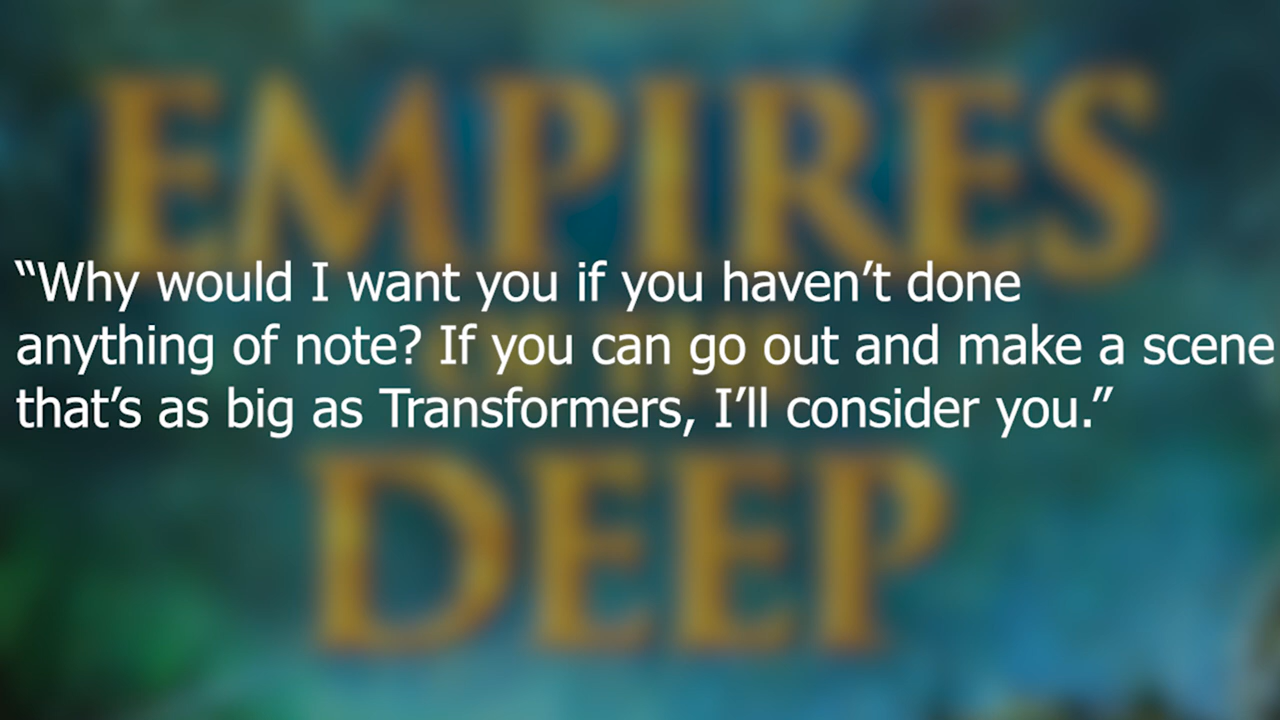 EMPIRES
“Why would I want you if you haven’t done
anything of note? If you can go out and make a scene
that’s as big as Transformers, I’ll consider you.”
DEEP